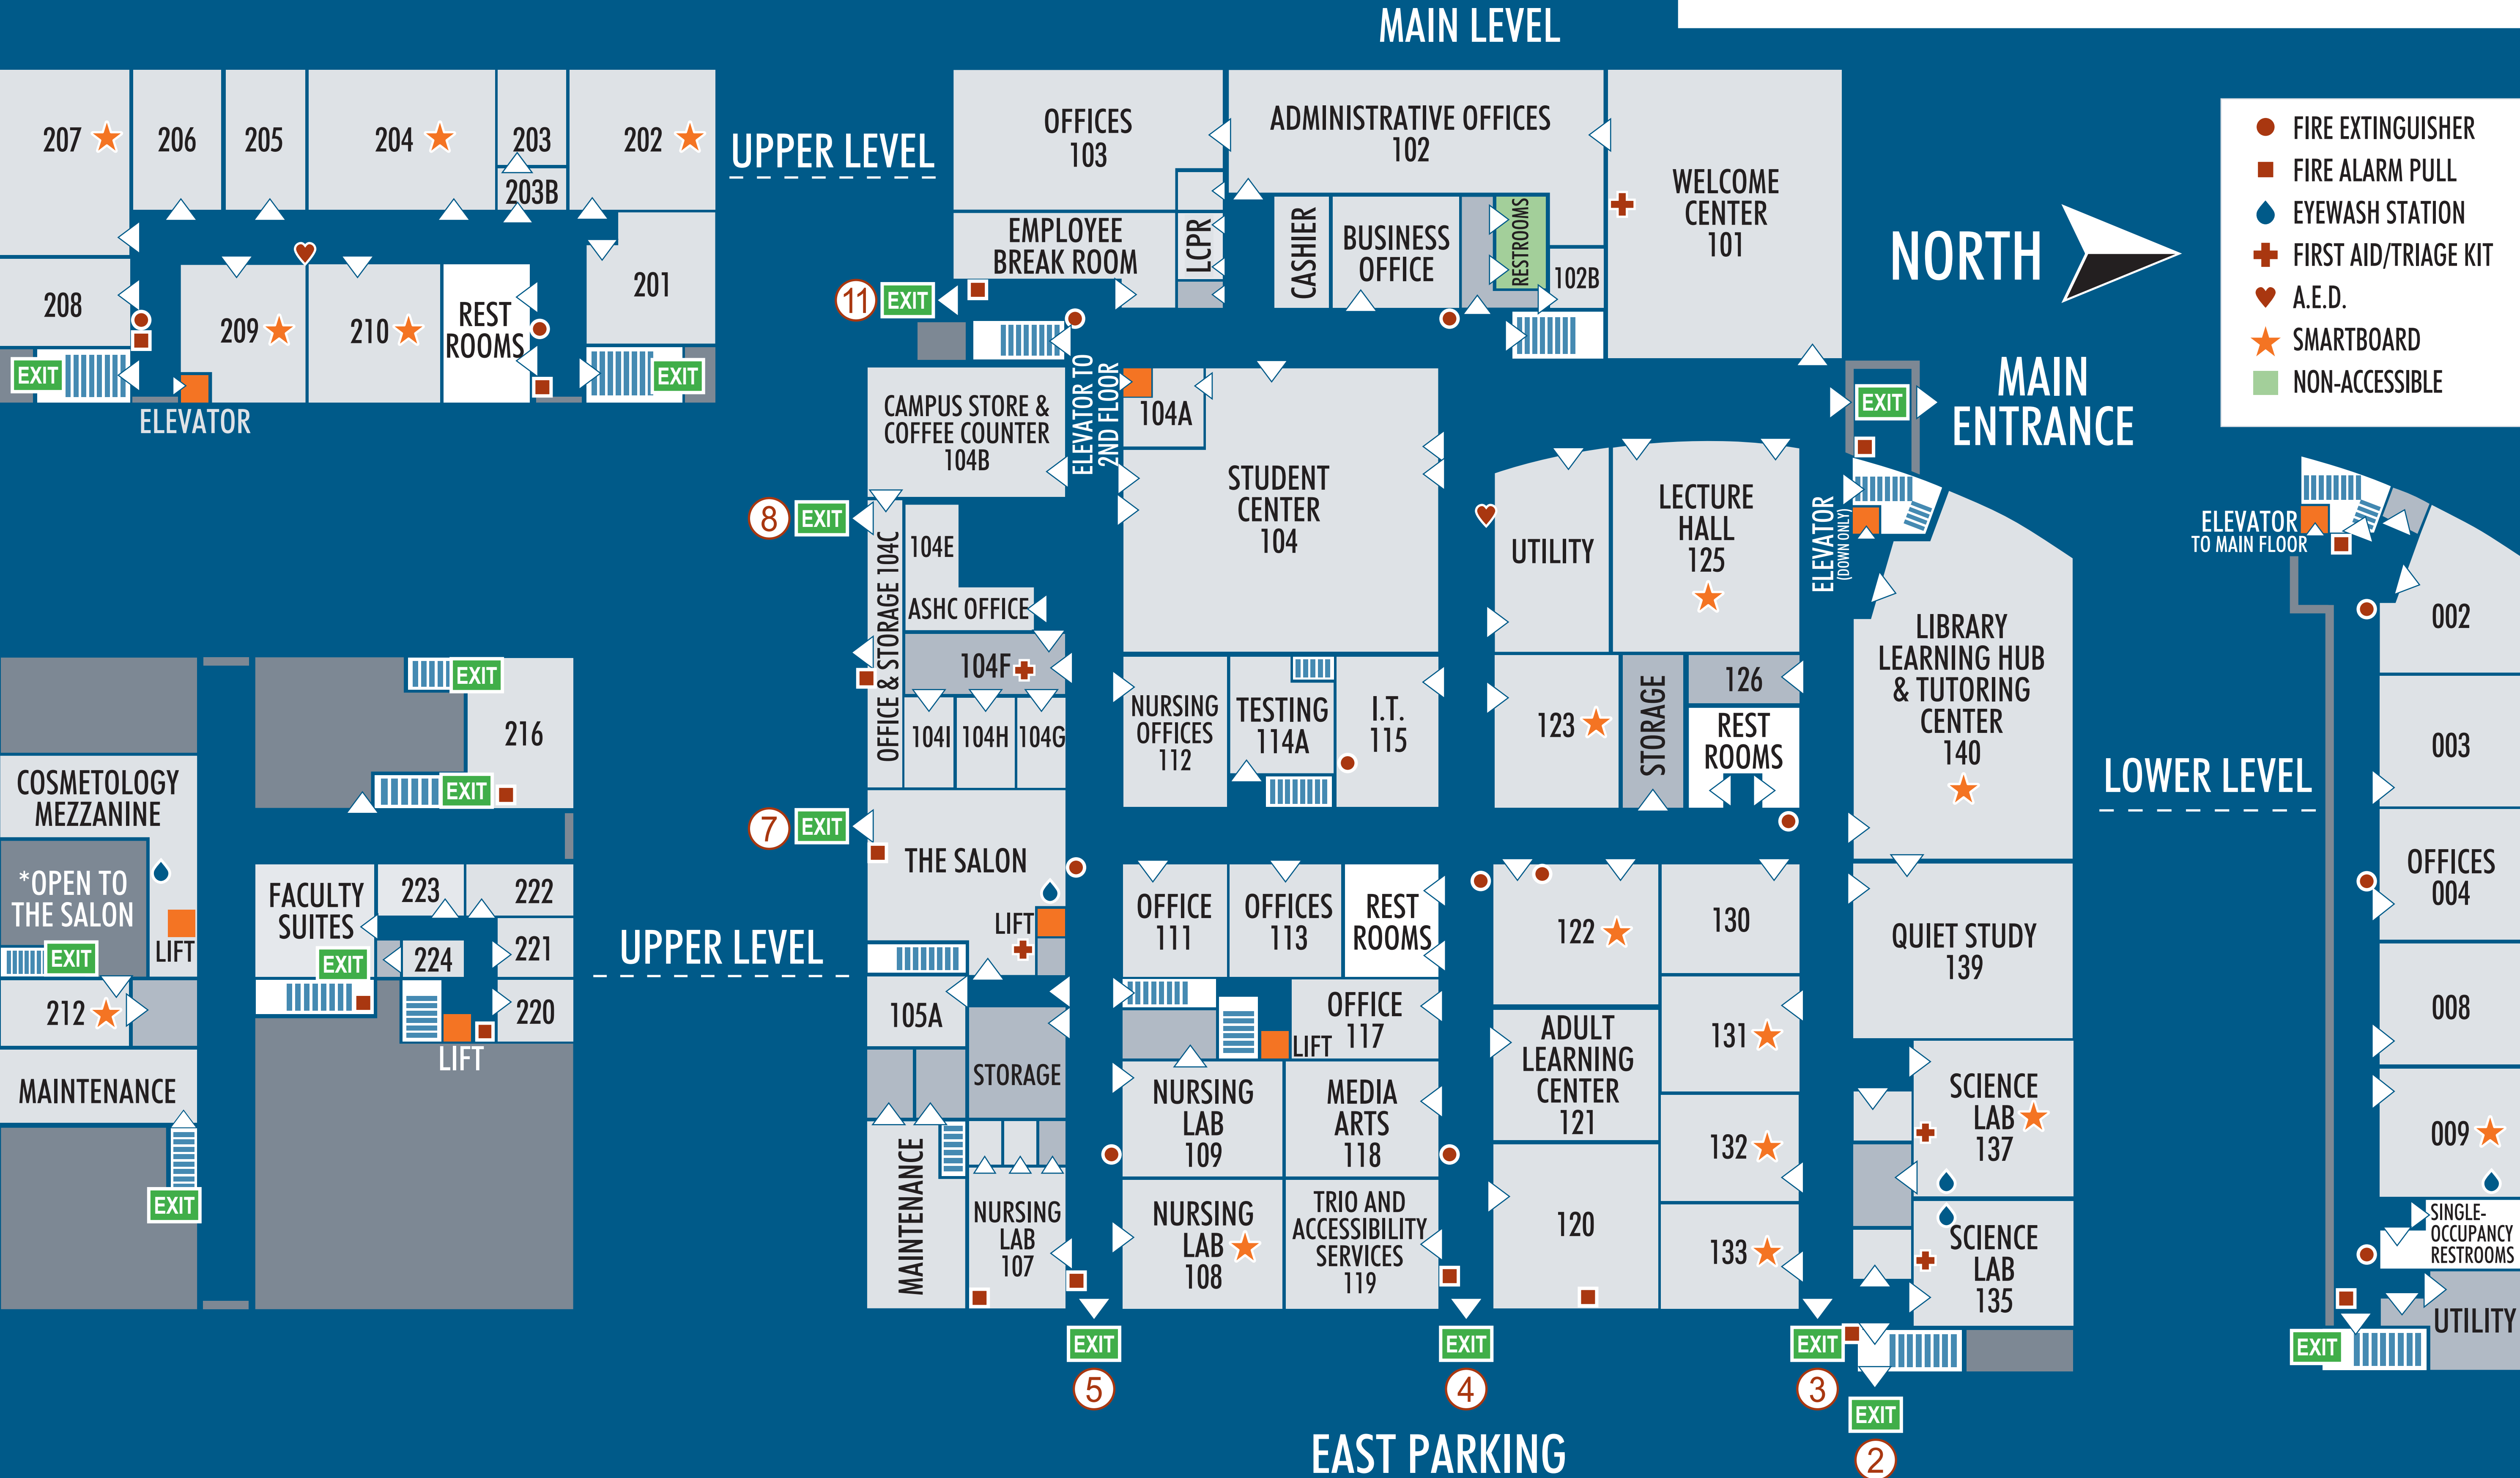 MAIN LEVEL
207
206
205
204
203
203B
202
UPPER LEVEL
208
209
210
REST
ROOMS
201
EXIT
EXIT
ELEVATOR
OFFICES
103
ADMINISTRATIVE OFFICES
102
WELCOME
CENTER
101
EMPLOYEE
BREAK ROOM
LCPR
CASHIER
BUSINESS
OFFICE
RESTROOMS
102B
11
EXIT
NORTH
FIRE EXTINGUISHER
FIRE ALARM PULL
EYEWASH STATION
FIRST AID/TRIAGE KIT
A.E.D.
SMARTBOARD
NON-ACCESSIBLE
MAIN
ENTRANCE
EXIT
CAMPUS STORE &
COFFEE COUNTER
104B
ELEVATOR TO
2ND FLOOR
104A
STUDENT
CENTER
104
8
EXIT
OFFICE & STORAGE 104C
104E
ASHC OFFICE
104F
104I
104H
104G
UTILITY
LECTURE
HALL
125
ELEVATOR
(DOWN ONLY)
LIBRARY
LEARNING HUB
& TUTORING
CENTER
140
NURSING
OFFICES
112
TESTING
114A
I.T.
115
123
STORAGE
126
REST
ROOMS
7
EXIT
THE SALON
LIFT
OFFICE
111
OFFICES
113
REST
ROOMS
122
130
QUIET STUDY
139
105A
STORAGE
OFFICE
117
LIFT
ADULT
LEARNING
CENTER
121
131
MAINTENANCE
NURSING
LAB
109
MEDIA
ARTS
118
132
SCIENCE
LAB
137
NURSING
LAB
107
NURSING
LAB
108
TRIO AND
ACCESSIBILITY
SERVICES
119
120
133
SCIENCE
LAB
135
EXIT
5
EXIT
4
EXIT
3
EXIT
2
EAST PARKING
COSMETOLOGY
MEZZANINE
*OPEN TO
THE SALON
LIFT
EXIT
212
MAINTENANCE
EXIT
EXIT
216
EXIT
FACULTY
SUITES
EXIT
223
222
224
221
220
LIFT
UPPER LEVEL
LOWER LEVEL
ELEVATOR
TO MAIN FLOOR
002
003
OFFICES
004
008
009
SINGLE-
OCCUPANCY
RESTROOMS
UTILITY
EXIT